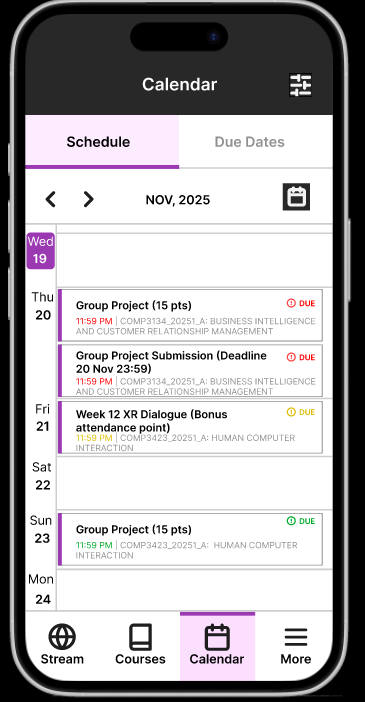 Calendar
Schedule
Due Dates
NOV, 2025
Wed
19
Thu
20
Group Project (15 pts)
DUE
11:59 PM | COMP3134_20251_A: BUSINESS INTELLIGENCE
AND CUSTOMER RELATIONSHIP MANAGEMENT
Group Project Submission (Deadline
20 Nov 23:59)
DUE
11:59 PM | COMP3134_20251_A: BUSINESS INTELLIGENCE
AND CUSTOMER RELATIONSHIP MANAGEMENT
Fri
21
Week 12 XR Dialogue (Bonus
attendance point)
DUE
11:59 PM | COMP3423_20251_A: HUMAN COMPUTER
INTERACTION
Sat
22
Sun
23
Group Project (15 pts)
DUE
11:59 PM | COMP3423_20251_A: HUMAN COMPUTER
INTERACTION
Mon
24
Stream
Courses
Calendar
More